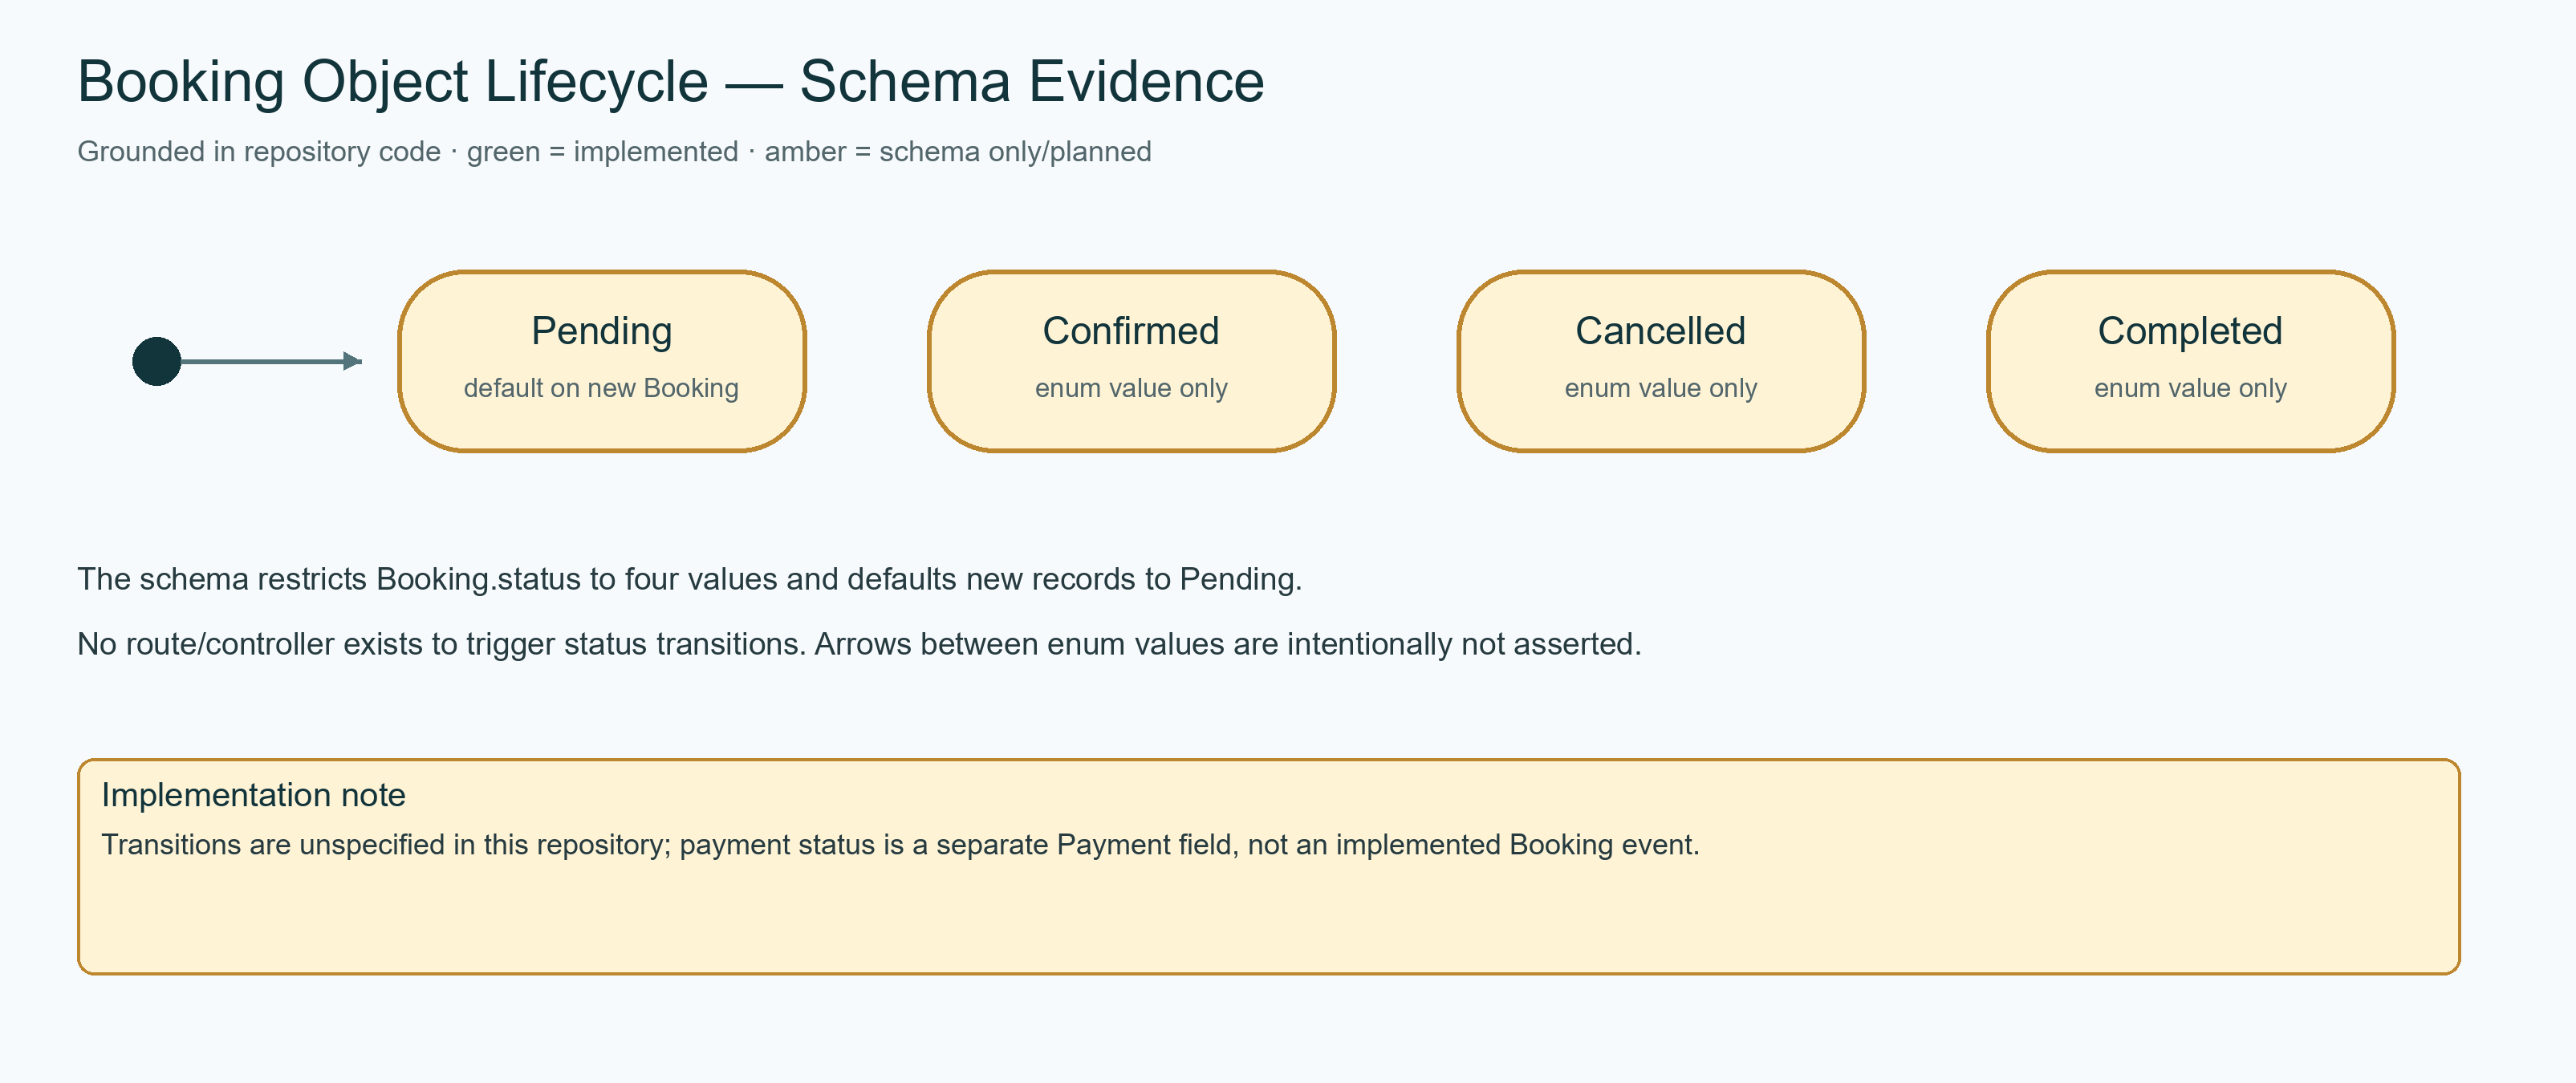 Booking Object Lifecycle — Schema Evidence
Grounded in repository code · green = implemented · amber = schema only/planned
Pending
default on new Booking
Confirmed
enum value only
Cancelled
enum value only
Completed
enum value only
The schema restricts Booking.status to four values and defaults new records to Pending.
No route/controller exists to trigger status transitions. Arrows between enum values are intentionally not asserted.
Implementation note
Transitions are unspecified in this repository; payment status is a separate Payment field, not an implemented Booking event.